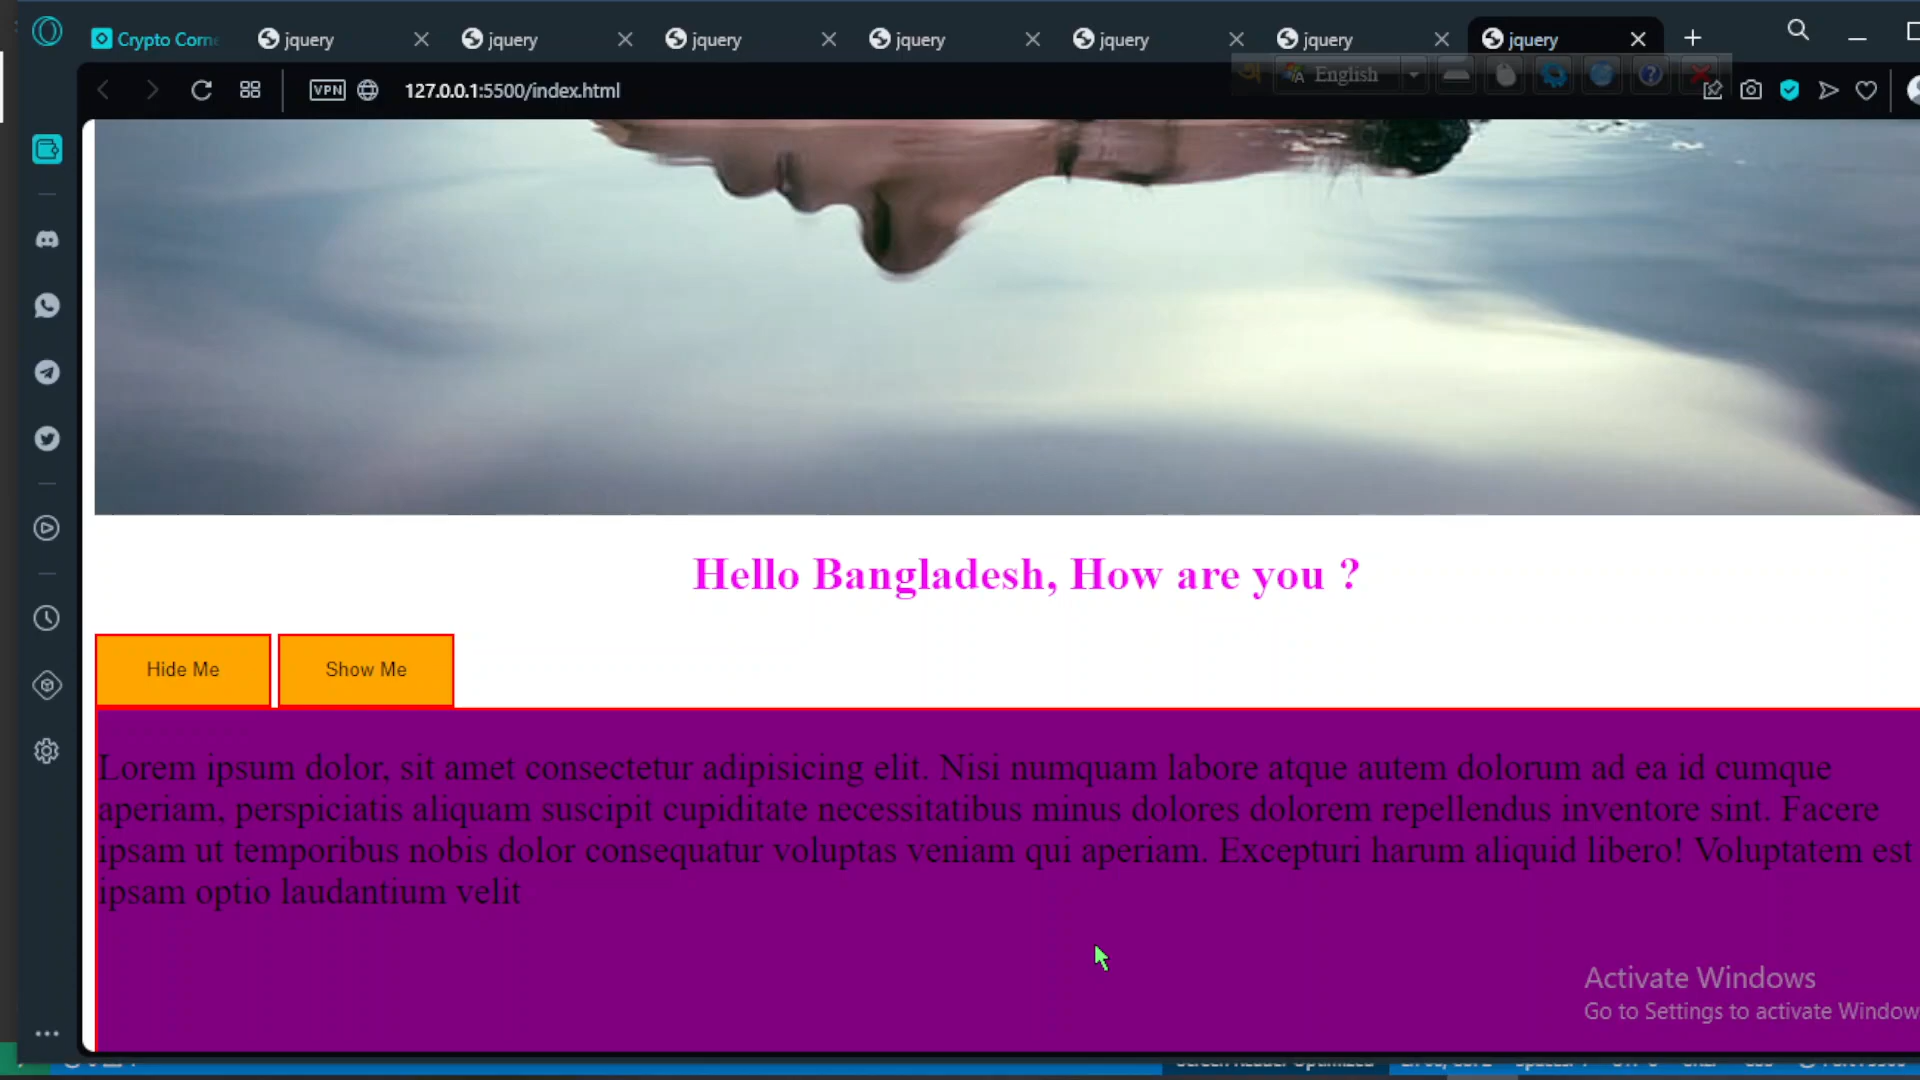 Crypto Corne
jquery
jquery
jquery
jquery
jquery
jquery
jquery
English
VPN
127.0.0.1:5500/index.html
Hello Bangladesh, How are you ?
Hide Me
Show Me
Lorem ipsum dolor, sit amet consectetur adipisicing elit. Nisi numquam labore atque autem dolorum ad ea id cumque
aperiam, perspiciatis aliquam suscipit cupiditate necessitatibus minus dolores dolorem repellendus inventore sint. Facere
ipsam ut temporibus nobis dolor consequatur voluptas veniam qui aperiam. Excepturi harum aliquid libero! Voluptatem est
ipsam optio laudantium velit
Activate Windows
Go to Settings to activate Window